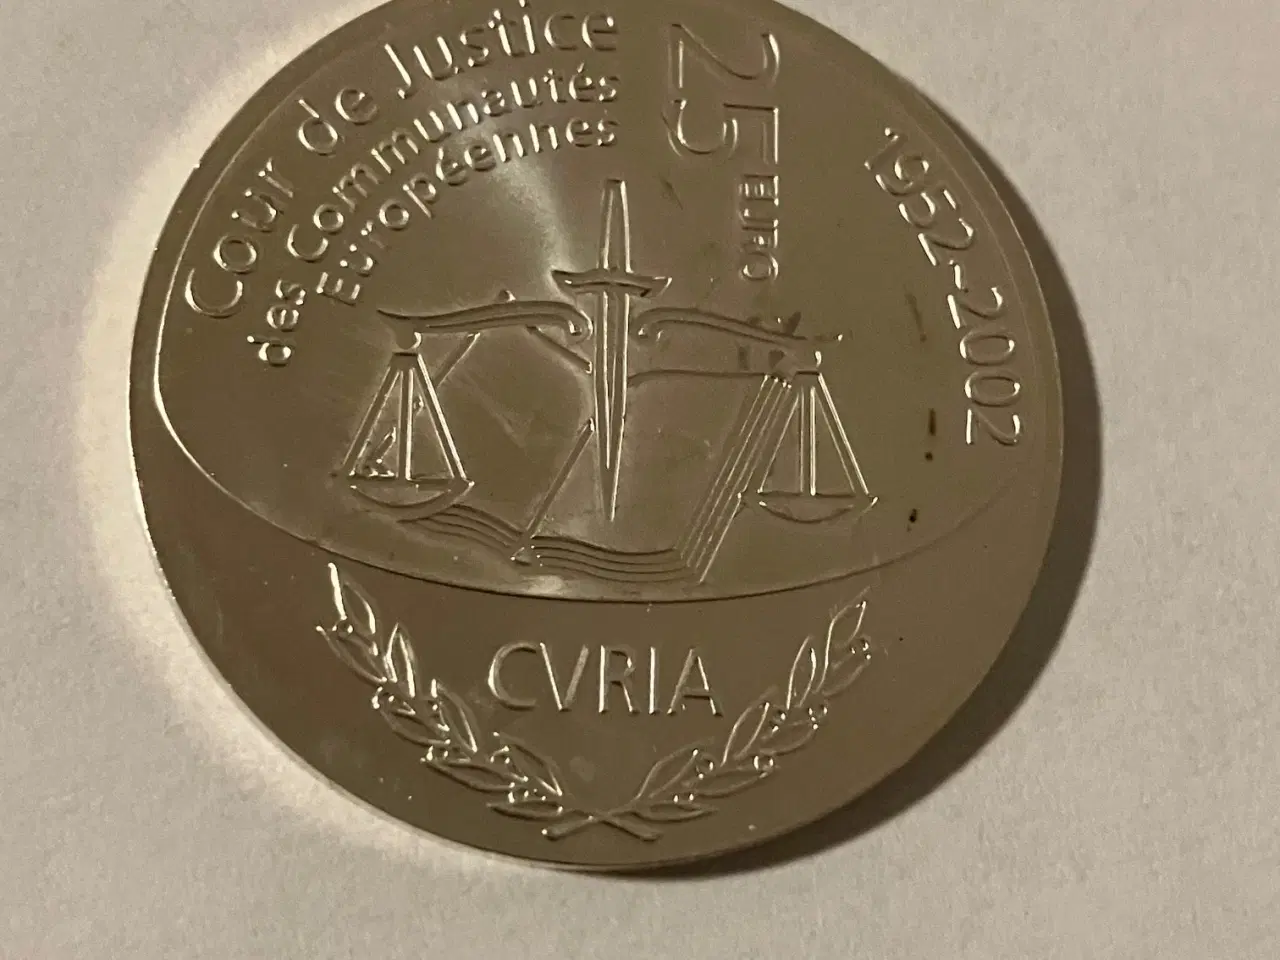 Cour de Justice
des Communautés
Européennes
25
EURO
1952-2002
CVRIA